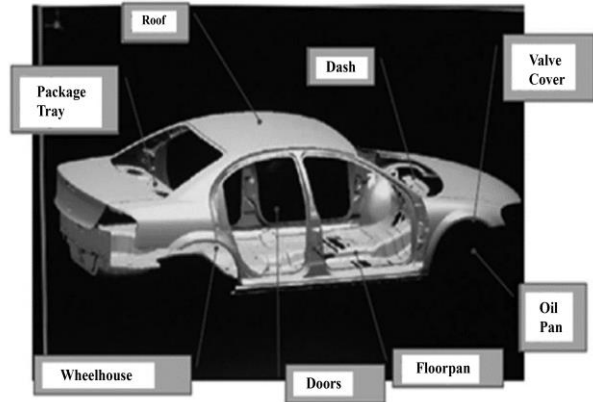 Roof
Dash
Valve
Cover
Package
Tray
Oil
Pan
Wheelhouse
Doors
Floorpan